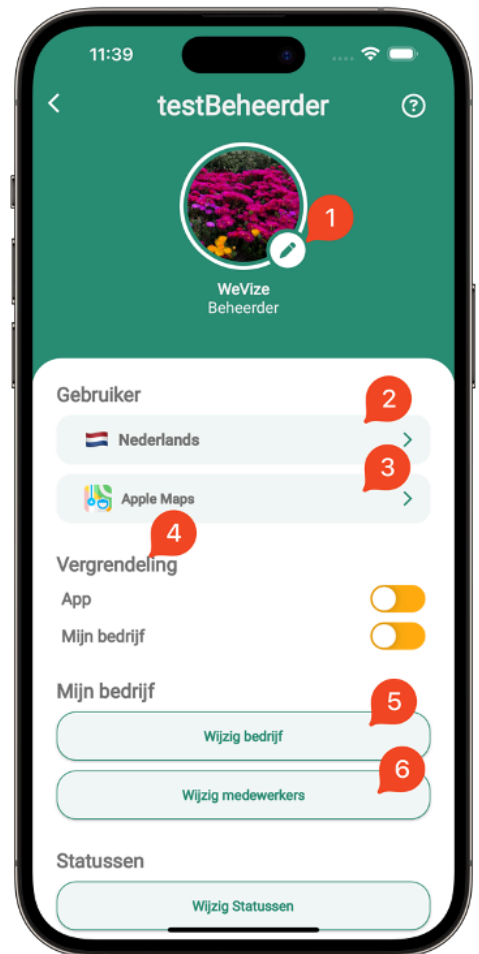 11:39
testBeheerder
1
WeVize
Beheerder
Gebruiker
2
Nederlands
3
Apple Maps
4
Vergrendeling
App
Mijn bedrijf
Mijn bedrijf
5
Wijzig bedrijf
6
Wijzig medewerkers
Statussen
Wijzig Statussen